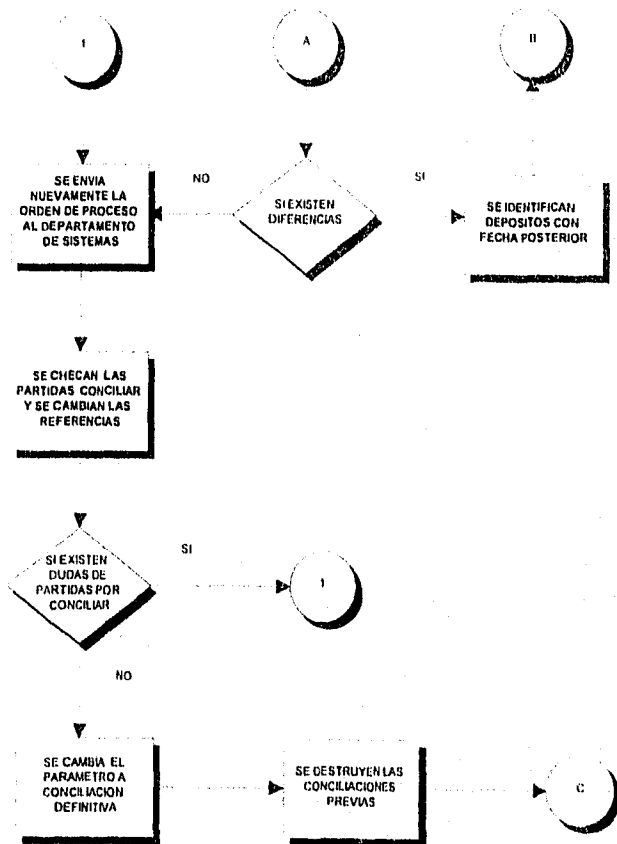 1
A
B
SE ENVIA
NUEVAMENTE LA
ORDEN DE PROCESO
AL DEPARTAMENTO
DE SISTEMAS
NO
SI EXISTEN
DIFERENCIAS
SI
SE IDENTIFICAN
DEPOSITOS CON
FECHA POSTERIOR
SE CHECAN LAS
PARTIDAS CONCILIAR
Y SE CAMBIAN LAS
REFERENCIAS
SI EXISTEN
DUDAS DE
PARTIDAS POR
CONCILIAR
SI
1
NO
SE CAMBIA EL
PARAMETRO A
CONCILIACION
DEFINITIVA
SE DESTRUYEN LAS
CONCILIACIONES
PREVIAS
C